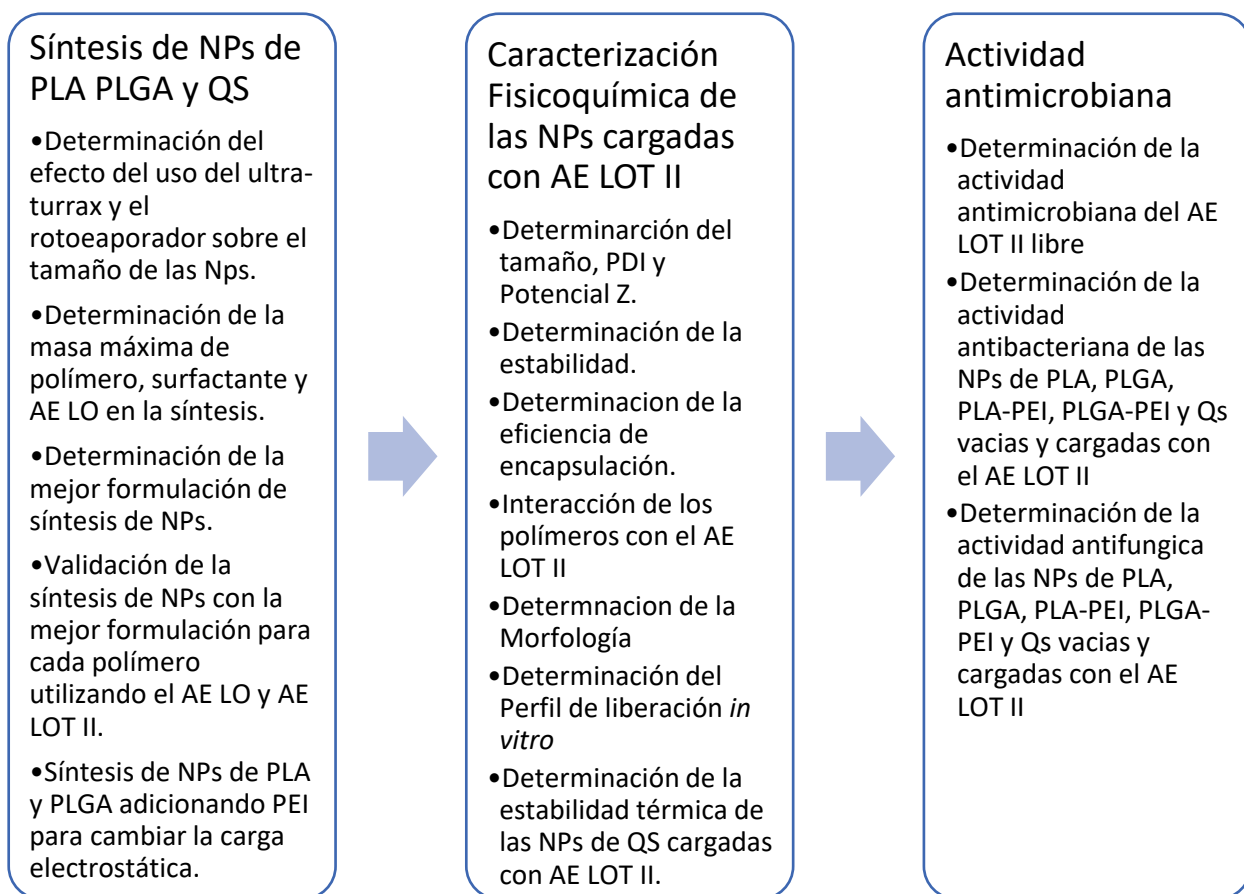 Síntesis de NPs de
PLA PLGA y QS
•Determinación del
efecto del uso del ultra-
turrax y el
rotoeaporador sobre el
tamaño de las Nps.
•Determinación de la
masa máxima de
polímero, surfactante y
AE LO en la síntesis.
•Determinación de la
mejor formulación de
síntesis de NPs.
•Validación de la
síntesis de NPs con la
mejor formulación para
cada polímero
utilizando el AE LO y AE
LOT II.
•Síntesis de NPs de PLA
y PLGA adicionando PEI
para cambiar la carga
electrostática.
Caracterización
Fisicoquímica de
las NPs cargadas
con AE LOT II
•Determinarción del
tamaño, PDI y
Potencial Z.
•Determinación de la
estabilidad.
•Determinacion de la
eficiencia de
encapsulación.
•Interacción de los
polímeros con el AE
LOT II
•Determnacion de la
Morfología
•Determinación del
Perfil de liberación in
vitro
•Determinación de la
estabilidad térmica de
las NPs de QS cargadas
con AE LOT II.
Actividad
antimicrobiana
•Determinación de la
actividad
antimicrobiana del AE
LOT II libre
•Determinación de la
actividad
antibacteriana de las
NPs de PLA, PLGA,
PLA-PEI, PLGA-PEI y Qs
vacias y cargadas con
el AE LOT II
•Determinación de la
actividad antifungica
de las NPs de PLA,
PLGA, PLA-PEI, PLGA-
PEI y Qs vacias y
cargadas con el AE
LOT II